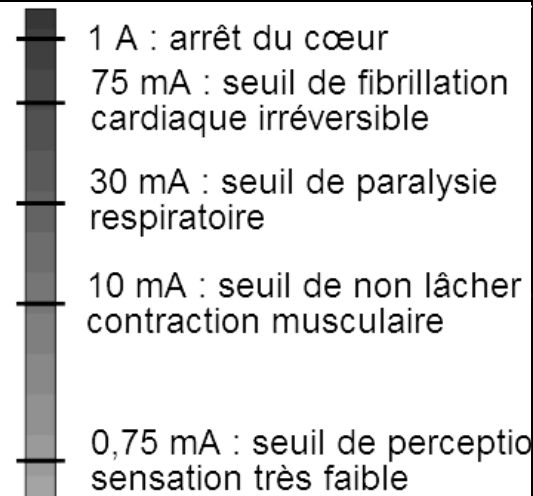 1 A : arrêt du cœur
75 mA : seuil de fibrillation
cardiaque irréversible
30 mA : seuil de paralysie
respiratoire
10 mA : seuil de non lâcher
contraction musculaire
0,75 mA : seuil de perceptio
sensation très faible